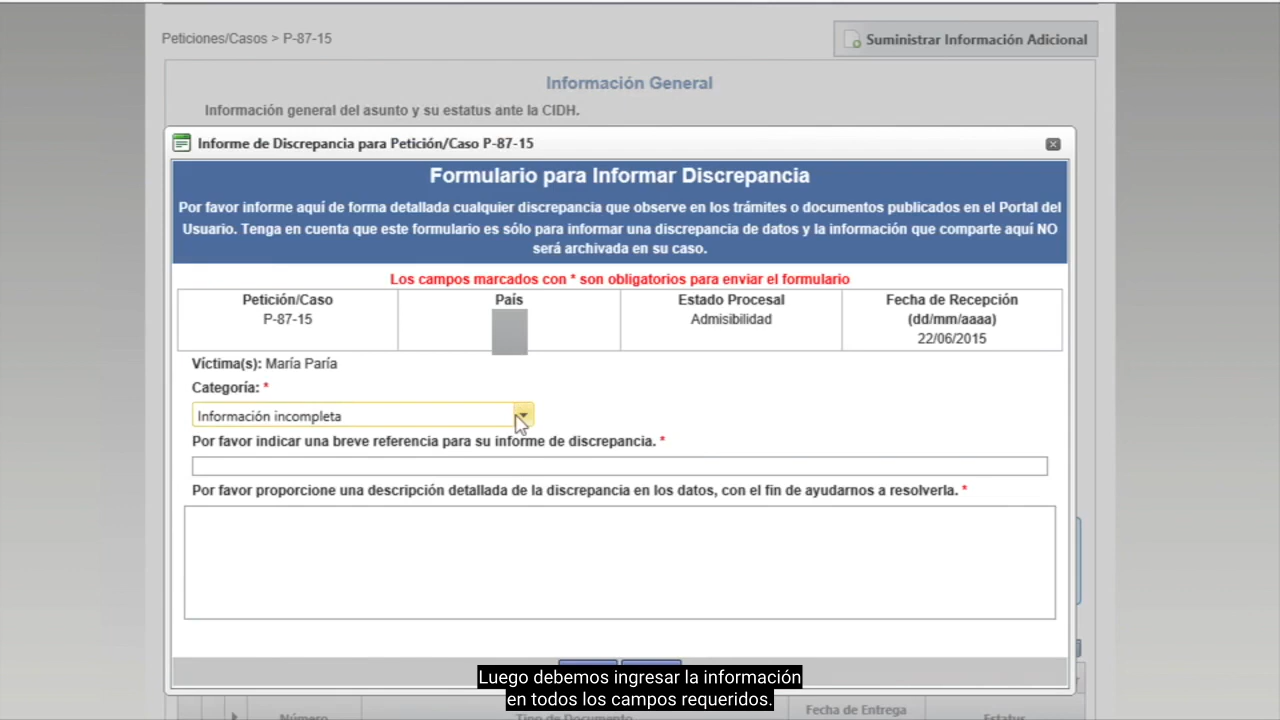 Peticiones/Casos > P-87-15
Suministrar Información Adicional
Información General
Información general del asunto y su estatus ante la CIDH.
Informe de Discrepancia para Petición/Caso P-87-15
Formulario para Informar Discrepancia
Por favor informe aquí de forma detallada cualquier discrepancia que observe en los trámites o documentos publicados en el Portal del
Usuario. Tenga en cuenta que este formulario es sólo para informar una discrepancia de datos y la información que comparte aquí NO
será archivada en su caso.
Los campos marcados con * son obligatorios para enviar el formulario
Petición/Caso
P-87-15
País
Estado Procesal
Admisibilidad
Fecha de Recepción
(dd/mm/aaaa)
22/06/2015
Víctima(s): María Paría
Categoría: *
Información incompleta
Por favor indicar una breve referencia para su informe de discrepancia. *
Por favor proporcione una descripción detallada de la discrepancia en los datos, con el fin de ayudarnos a resolverla. *
Luego debemos ingresar la información
en todos los campos requeridos.
Número
Tipo de Documento
Fecha de Entrega
Estatus